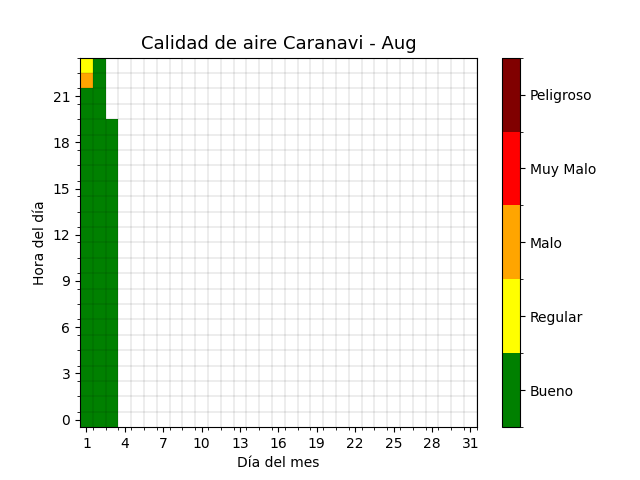 Calidad de aire Caranavi - Aug
Hora del día
21
18
15
12
9
6
3
0
1 4 7 10 13 16 19 22 25 28 31
Día del mes
Peligroso
Muy Malo
Malo
Regular
Bueno